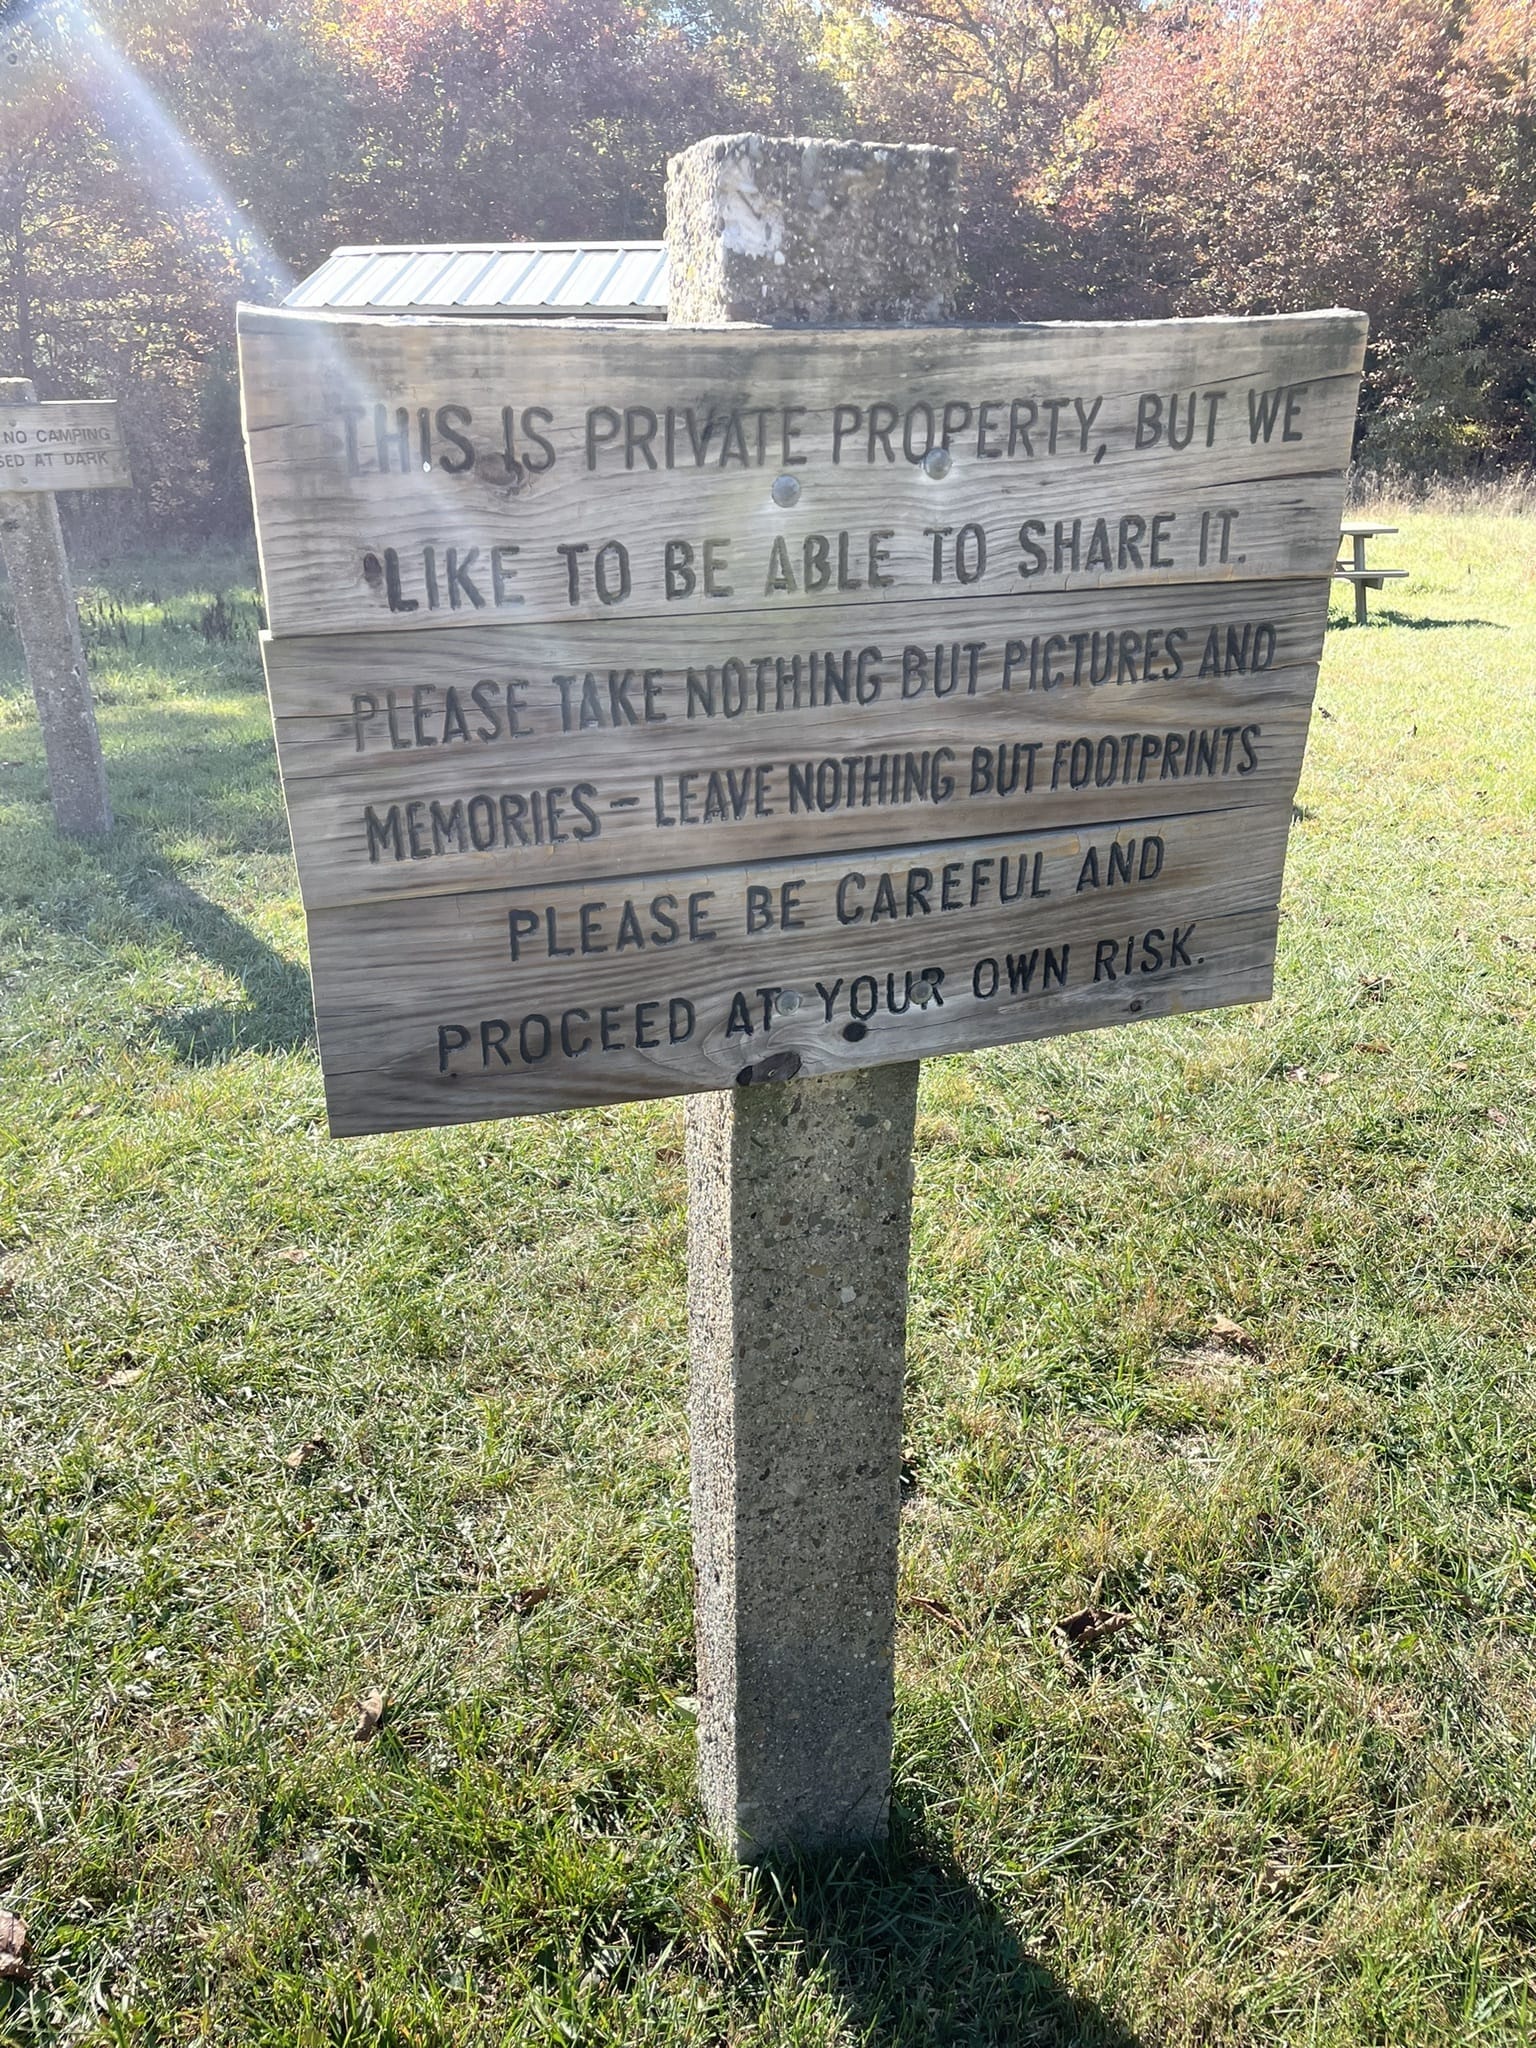 THIS IS PRIVATE PROPERTY, BUT WE
LIKE TO BE ABLE TO SHARE IT.
PLEASE TAKE NOTHING BUT PICTURES AND
MEMORIES – LEAVE NOTHING BUT FOOTPRINTS
PLEASE BE CAREFUL AND
PROCEED AT YOUR OWN RISK.
NO CAMPING
AT DARK